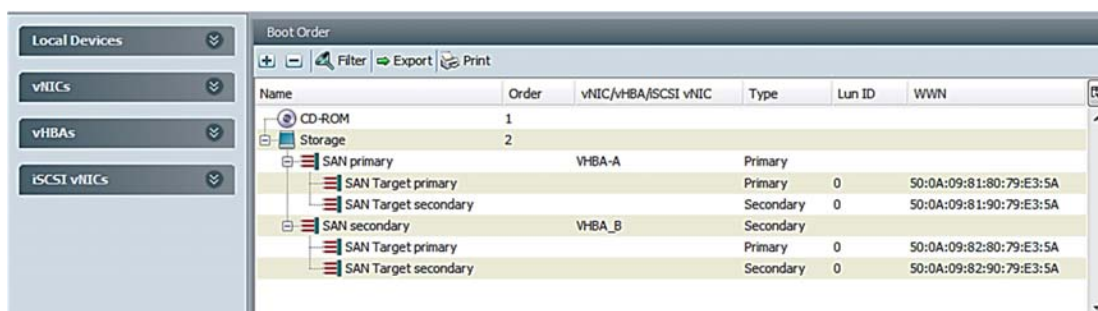 Local Devices
vNICs
vHBAs
iSCSI vNICs
Boot Order
Filter Export Print
Name Order vNIC/vHBA/iSCSI vNIC Type Lun ID WWN
CD-ROM 1
Storage 2
SAN primary VHBA-A Primary
SAN Target primary Primary 0 50:0A:09:81:80:79:E3:5A
SAN Target secondary Secondary 0 50:0A:09:81:90:79:E3:5A
SAN secondary VHBA_B Secondary
SAN Target primary Primary 0 50:0A:09:82:80:79:E3:5A
SAN Target secondary Secondary 0 50:0A:09:82:90:79:E3:5A